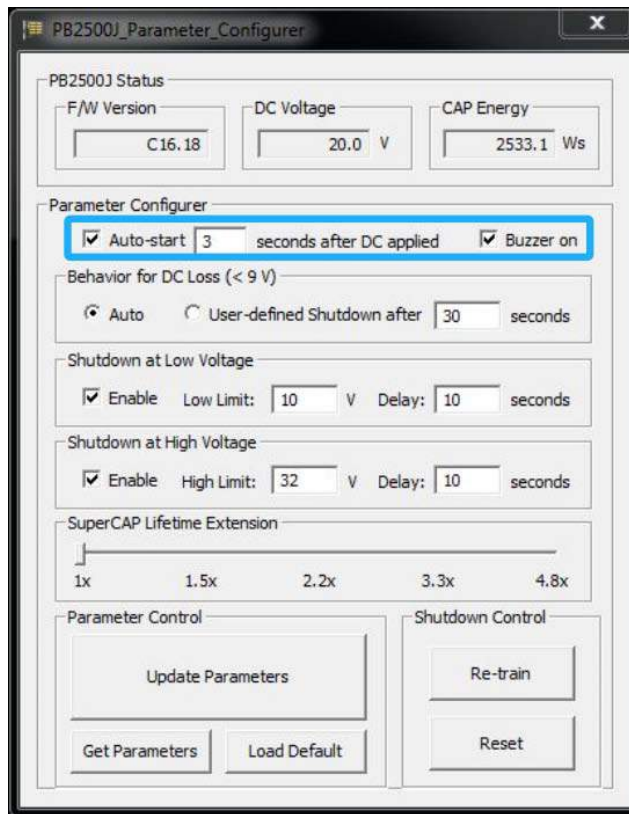 PB2500J_Parameter_Configurer
x
PB2500J Status
F/W Version DC Voltage CAP Energy
C16.18 20.0 V 2533.1 Ws
Parameter Configurer
Auto-start 3 seconds after DC applied Buzzer on
Behavior for DC Loss (< 9 V)
Auto User-defined Shutdown after 30 seconds
Shutdown at Low Voltage
Enable Low Limit: 10 V Delay: 10 seconds
Shutdown at High Voltage
Enable High Limit: 32 V Delay: 10 seconds
SuperCAP Lifetime Extension
1x 1.5x 2.2x 3.3x 4.8x
Parameter Control
Update Parameters
Get Parameters Load Default
Shutdown Control
Re-train
Reset